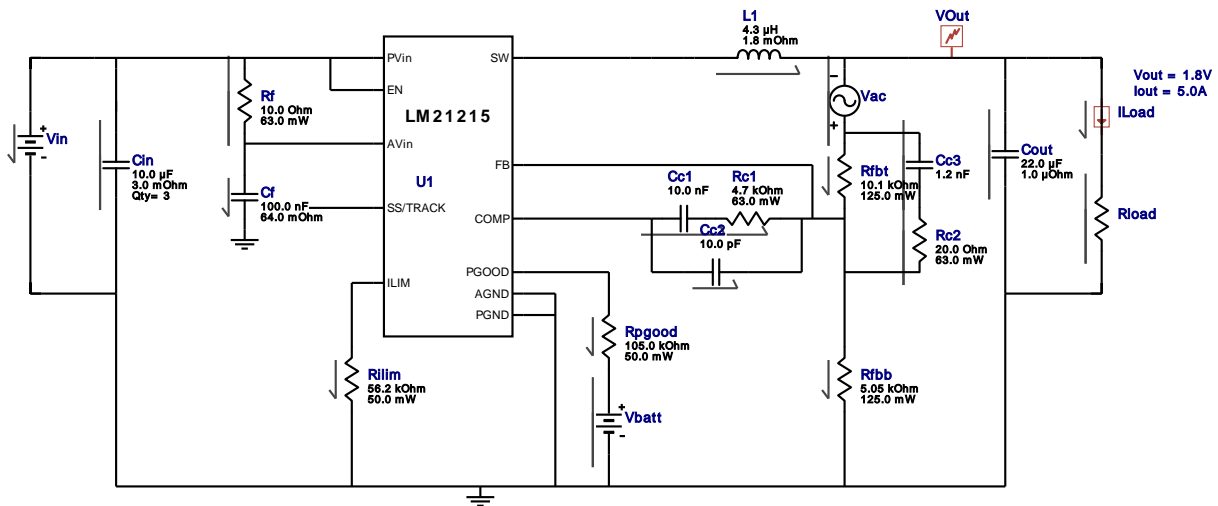 L1
4.3 µH
1.8 mOhm
VOut
Vout = 1.8V
Iout = 5.0A
PVin
SW
EN
LM21215
Rf
10.0 Ohm
63.0 mW
Vac
ILoad
Vin
AVin
Cin
10.0 µF
3.0 mOhm
Qty= 3
FB
U1
Cc1
10.0 nF
Rc1
4.7 kOhm
63.0 mW
Rfbt
10.1 kOhm
125.0 mW
Cc3
1.2 nF
Cout
22.0 µF
1.0 µOhm
Cf
100.0 nF
64.0 mOhm
SS/TRACK
COMP
Cc2
10.0 pF
Rload
Rc2
20.0 Ohm
63.0 mW
PGOOD
ILIM
AGND
PGND
Rpgood
105.0 kOhm
50.0 mW
Rilim
56.2 kOhm
50.0 mW
Rfbb
5.05 kOhm
125.0 mW
Vbatt